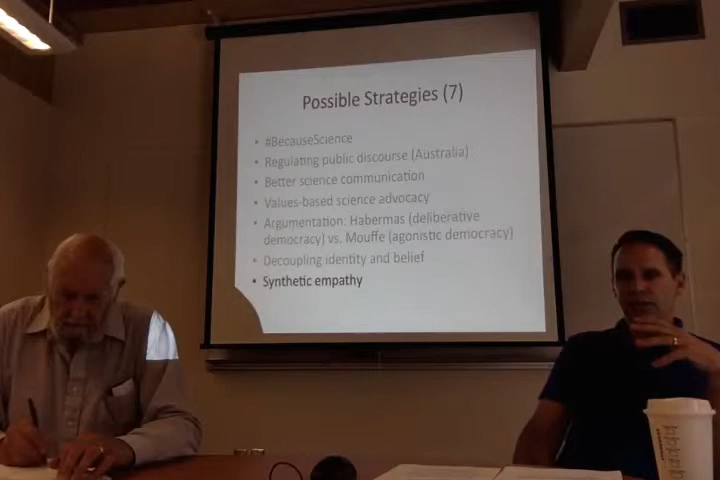 Possible Strategies (7)
• #BecauseScience
• Regulating public discourse (Australia)
• Better science communication
• Values-based science advocacy
• Argumentation: Habermas (deliberative
democracy) vs. Mouffe (agonistic democracy)
• Decoupling identity and belief
• Synthetic empathy